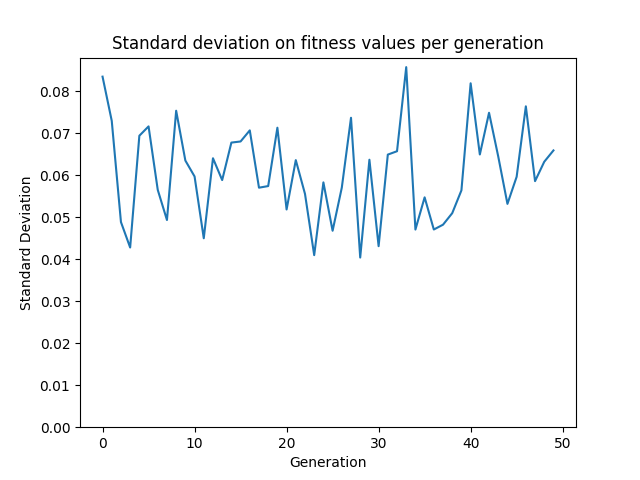 Standard deviation on fitness values per generation
0.08
0.07
0.06
0.05
0.04
0.03
0.02
0.01
0.00
Standard Deviation
0 10 20 30 40 50
Generation